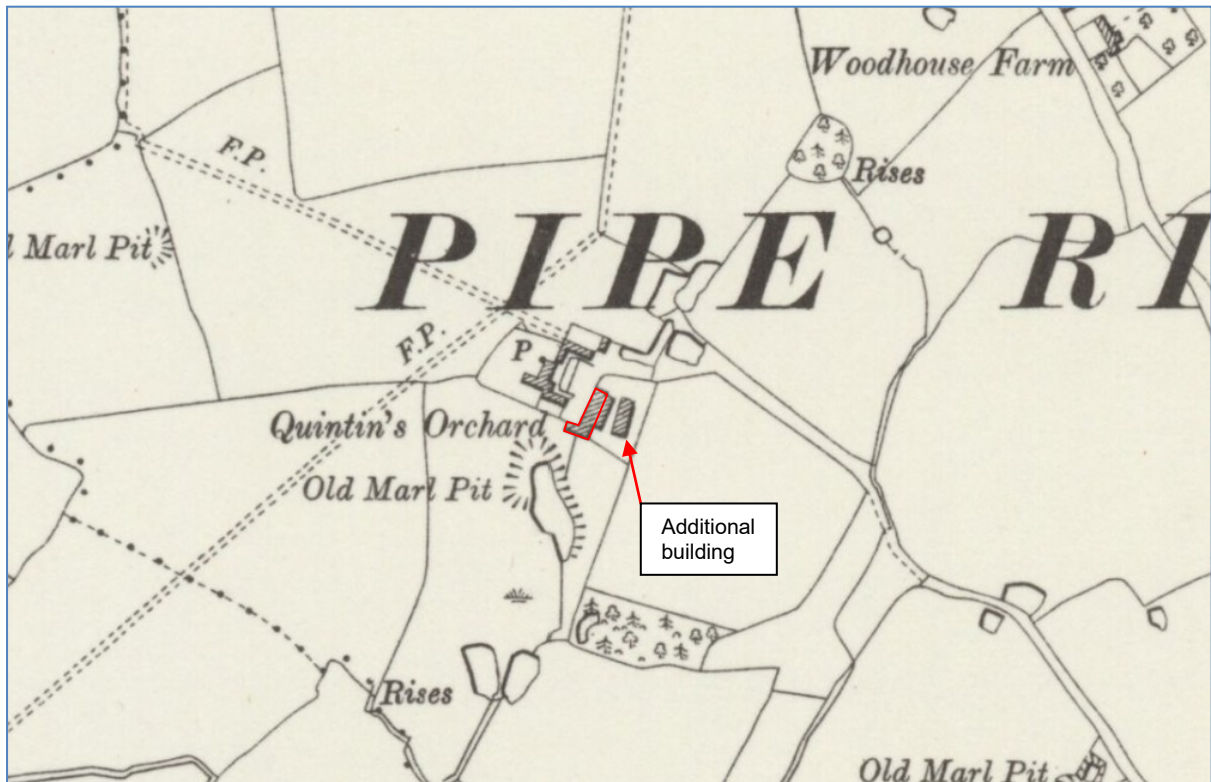 Woodhouse Farm
F.P.
Rises
l Marl Pit
PIPE RI
F.P.
P
Quintin's Orchard
Old Marl Pit
Additional
building
Rises
Old Marl Pit